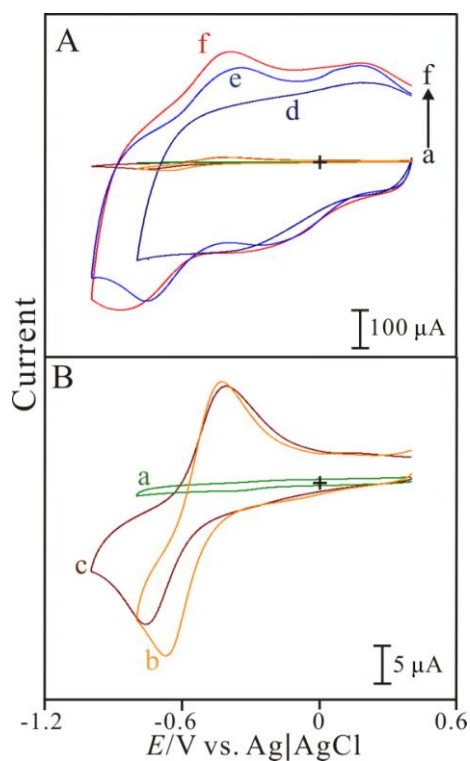 A
f
e
d
f
a
100 μA
Current
B
a
c
b
5 μA
-1.2
-0.6
0
0.6
E/V vs. Ag|AgCl